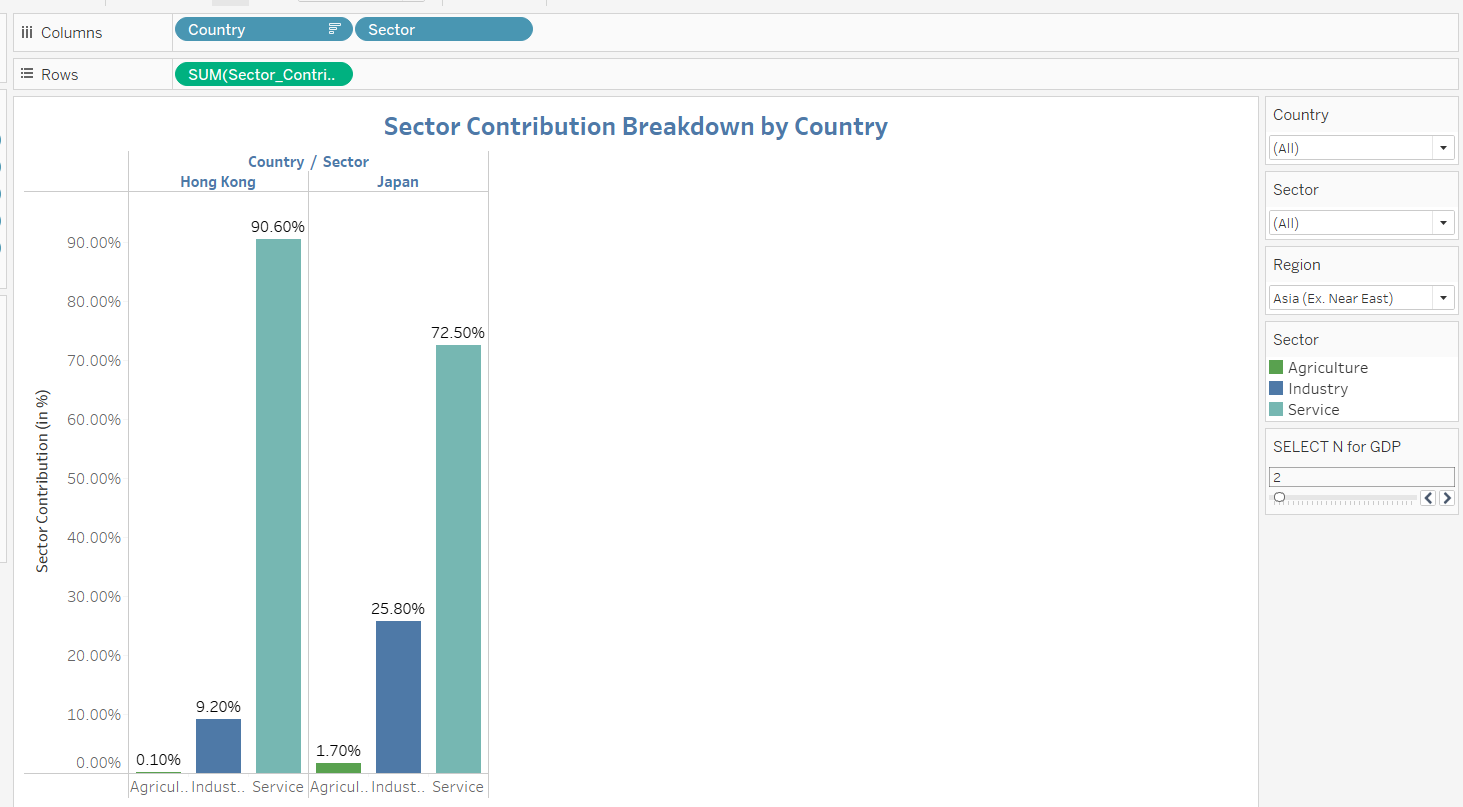 Columns
Country
Sector
Rows
SUM(Sector_Contri..
Sector Contribution Breakdown by Country
Country / Sector
Hong Kong
Japan
Sector Contribution (in %)
90.00%
80.00%
70.00%
60.00%
50.00%
40.00%
30.00%
20.00%
10.00%
0.00%
0.10%
9.20%
90.60%
1.70%
25.80%
72.50%
Agricul..
Indust..
Service
Agricul..
Indust..
Service
Country
(All)
Sector
(All)
Region
Asia (Ex. Near East)
Sector
Agriculture
Industry
Service
SELECT N for GDP
2